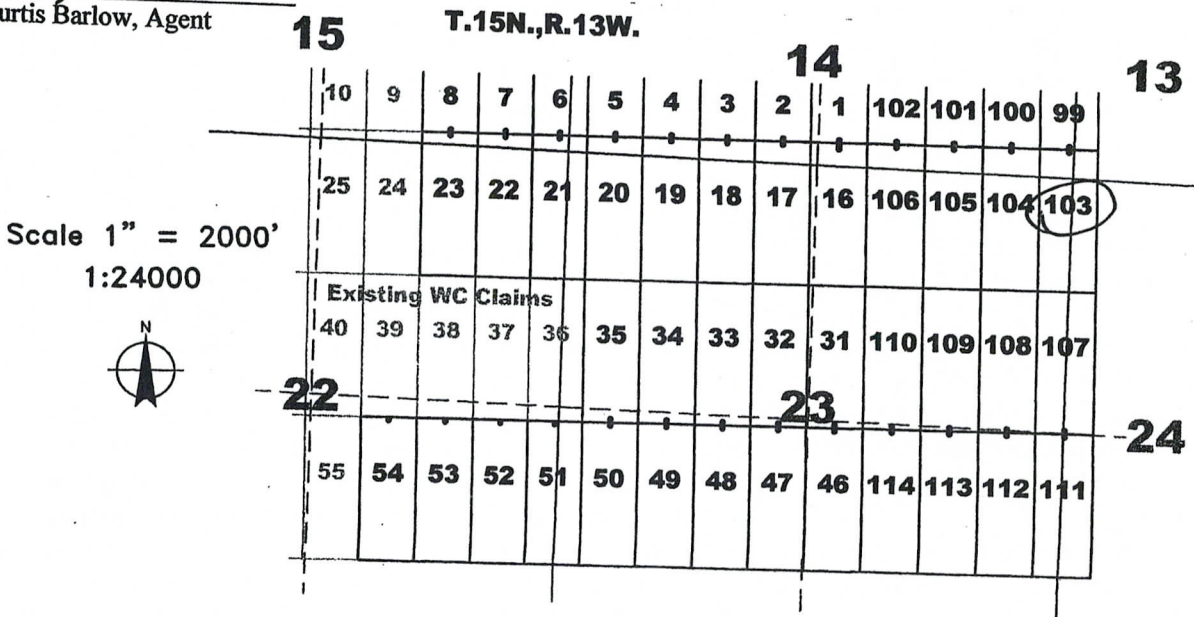 urtis Barlow, Agent
T.15N.,R.13W.
15 14 13
10 9 8 7 6 5 4 3 2 1 102 101 100 99
25 24 23 22 21 20 19 18 17 16 106 105 104 103
Scale 1" = 2000'
1:24000
Existing WC Claims
40 39 38 37 36 35 34 33 32 31 110 109 108 107
N
22 23 24
55 54 53 52 51 50 49 48 47 46 114 113 112 111